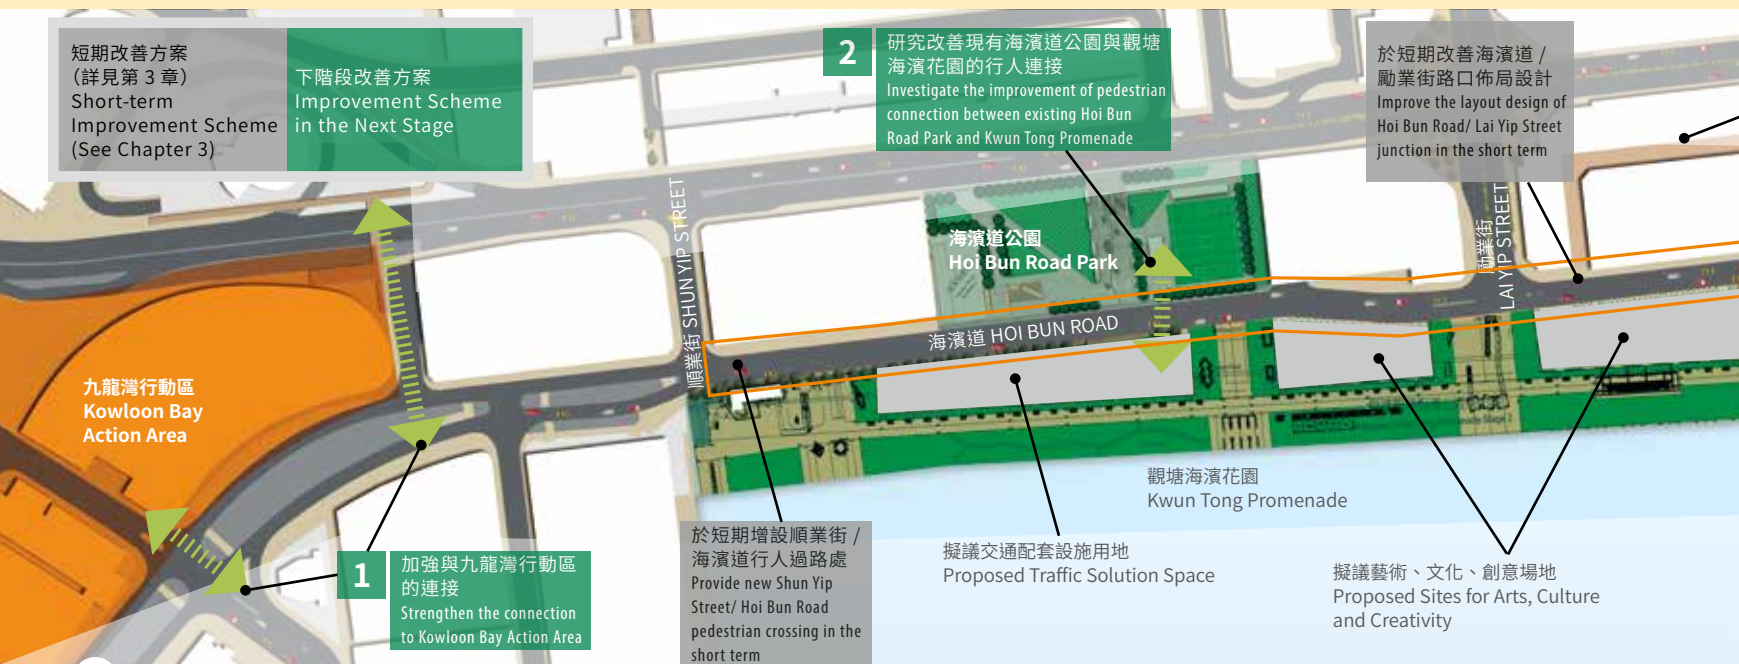 短期改善方案
（詳見第 3 章）
Short-term
Improvement Scheme
(See Chapter 3)
下階段改善方案
Improvement Scheme
in the Next Stage
2
研究改善現有海濱道公園與觀塘
海濱花園的行人連接
Investigate the improvement of pedestrian
connection between existing Hoi Bun
Road Park and Kwun Tong Promenade
於短期改善海濱道 /
勵業街路口佈局設計
Improve the layout design of
Hoi Bun Road/ Lai Yip Street
junction in the short term
順業街 SHUN YIP STREET
海濱道公園
Hoi Bun Road Park
勵業街
LAI YIP STREET
海濱道 HOI BUN ROAD
九龍灣行動區
Kowloon Bay
Action Area
觀塘海濱花園
Kwun Tong Promenade
1
加強與九龍灣行動區
的連接
Strengthen the connection
to Kowloon Bay Action Area
於短期增設順業街 /
海濱道行人過路處
Provide new Shun Yip
Street/ Hoi Bun Road
pedestrian crossing in the
short term
擬議交通配套設施用地
Proposed Traffic Solution Space
擬議藝術、文化、創意場地
Proposed Sites for Arts, Culture
and Creativity